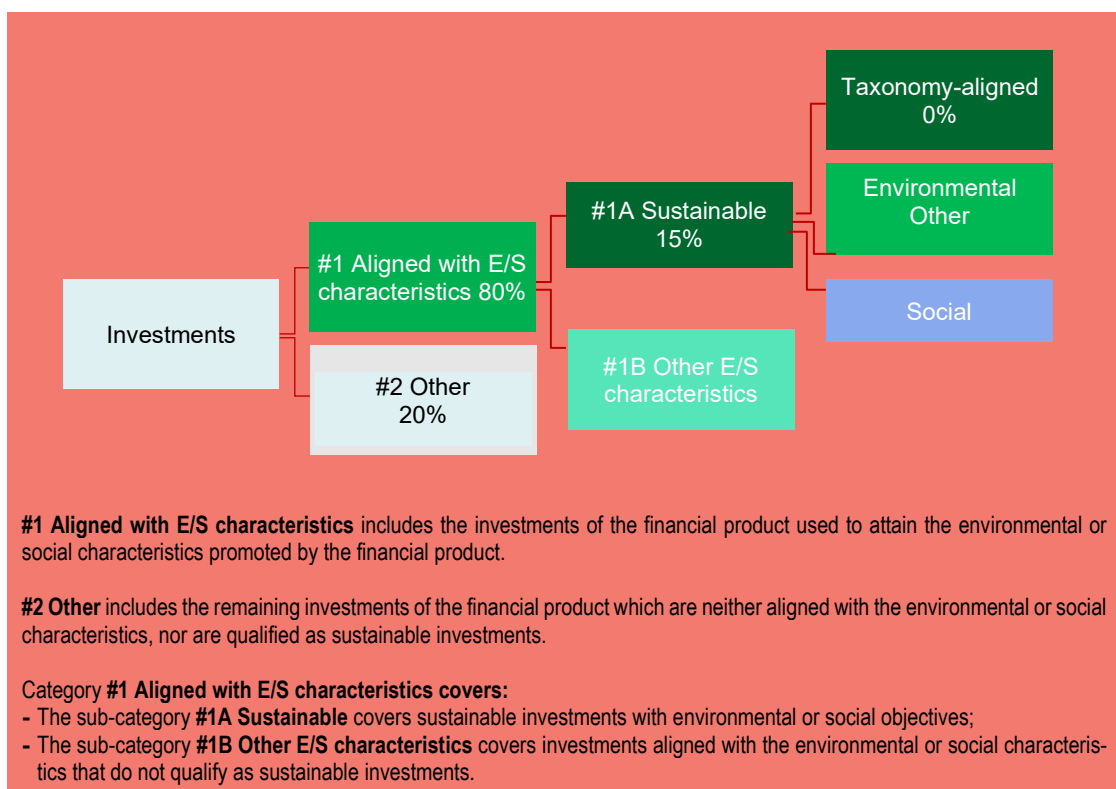 Taxonomy-aligned
0%
Environmental
Other
#1A Sustainable
15%
#1 Aligned with E/S
characteristics 80%
Social
Investments
#1B Other E/S
characteristics
#2 Other
20%
#1 Aligned with E/S characteristics includes the investments of the financial product used to attain the environmental or
social characteristics promoted by the financial product.
#2 Other includes the remaining investments of the financial product which are neither aligned with the environmental or social
characteristics, nor are qualified as sustainable investments.
Category #1 Aligned with E/S characteristics covers:
- The sub-category #1A Sustainable covers sustainable investments with environmental or social objectives;
- The sub-category #1B Other E/S characteristics covers investments aligned with the environmental or social characteris-
tics that do not qualify as sustainable investments.